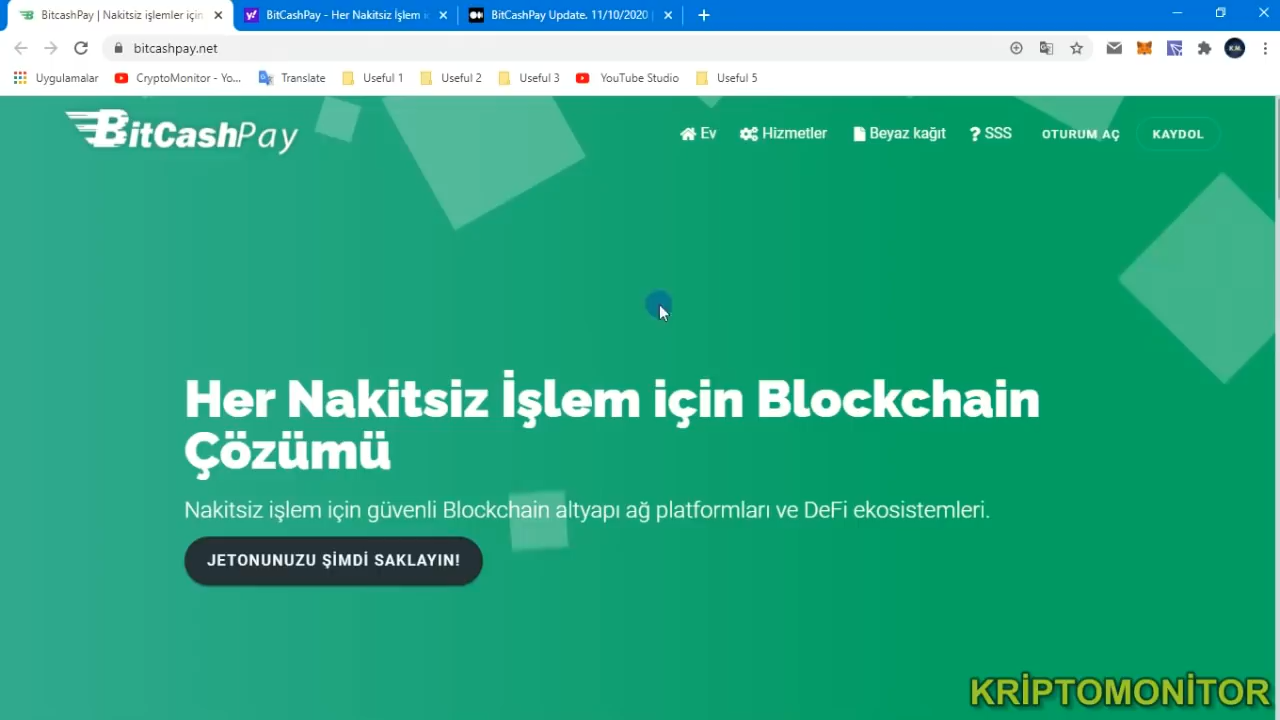 BitcashPay | Nakitsiz işlemler için
BitCashPay - Her Nakitsiz İşlem i
BitCashPay Update. 11/10/2020
bitcashpay.net
Uygulamalar
CryptoMonitor - Yo...
Translate
Useful 1
Useful 2
Useful 3
YouTube Studio
Useful 5
BitCashPay
Ev
Hizmetler
Beyaz kağıt
SSS
OTURUM AÇ
KAYDOL
Her Nakitsiz İşlem için Blockchain
Çözümü
Nakitsiz işlem için güvenli Blockchain altyapı ağ platformları ve DeFi ekosistemleri.
JETONUNUZU ŞİMDİ SAKLAYIN!
KRİPTOMONİTOR